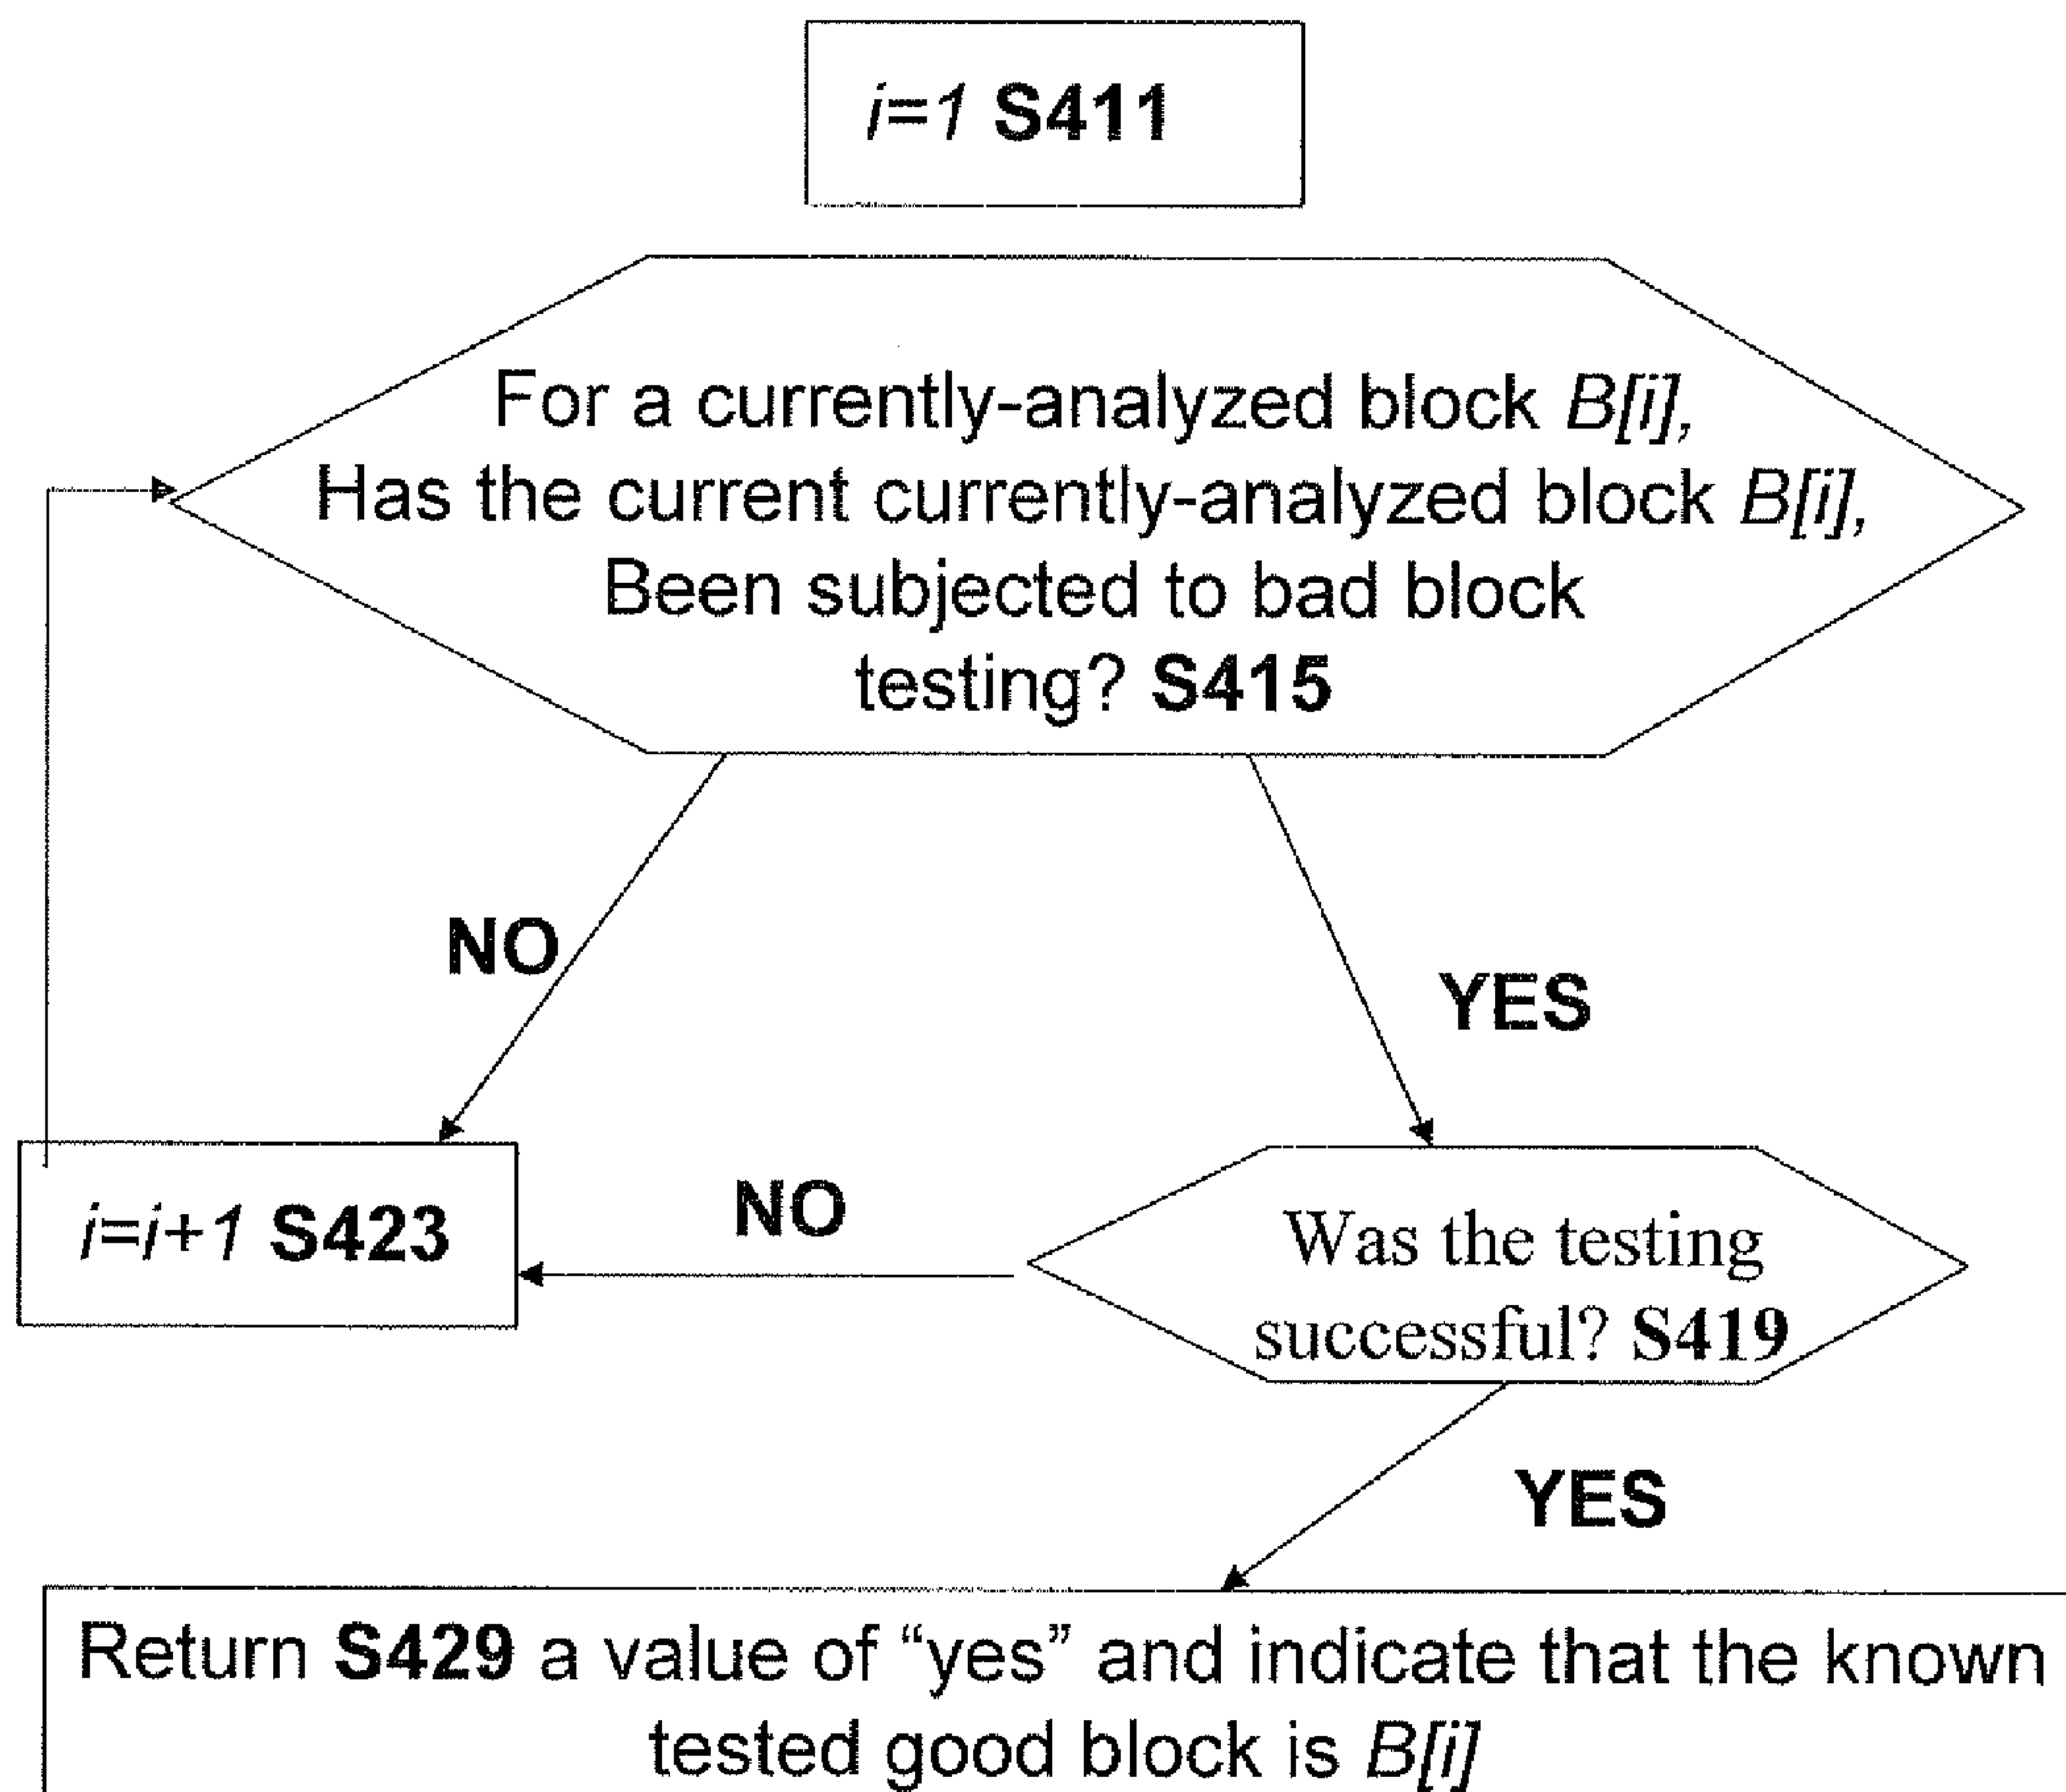 i=1 S411
For a currently-analyzed block B[i],
Has the current currently-analyzed block B[i],
Been subjected to bad block
testing? S415
NO
YES
i=i+1 S423
NO
Was the testing
successful? S419
YES
Return S429 a value of “yes” and indicate that the known
tested good block is B[i]